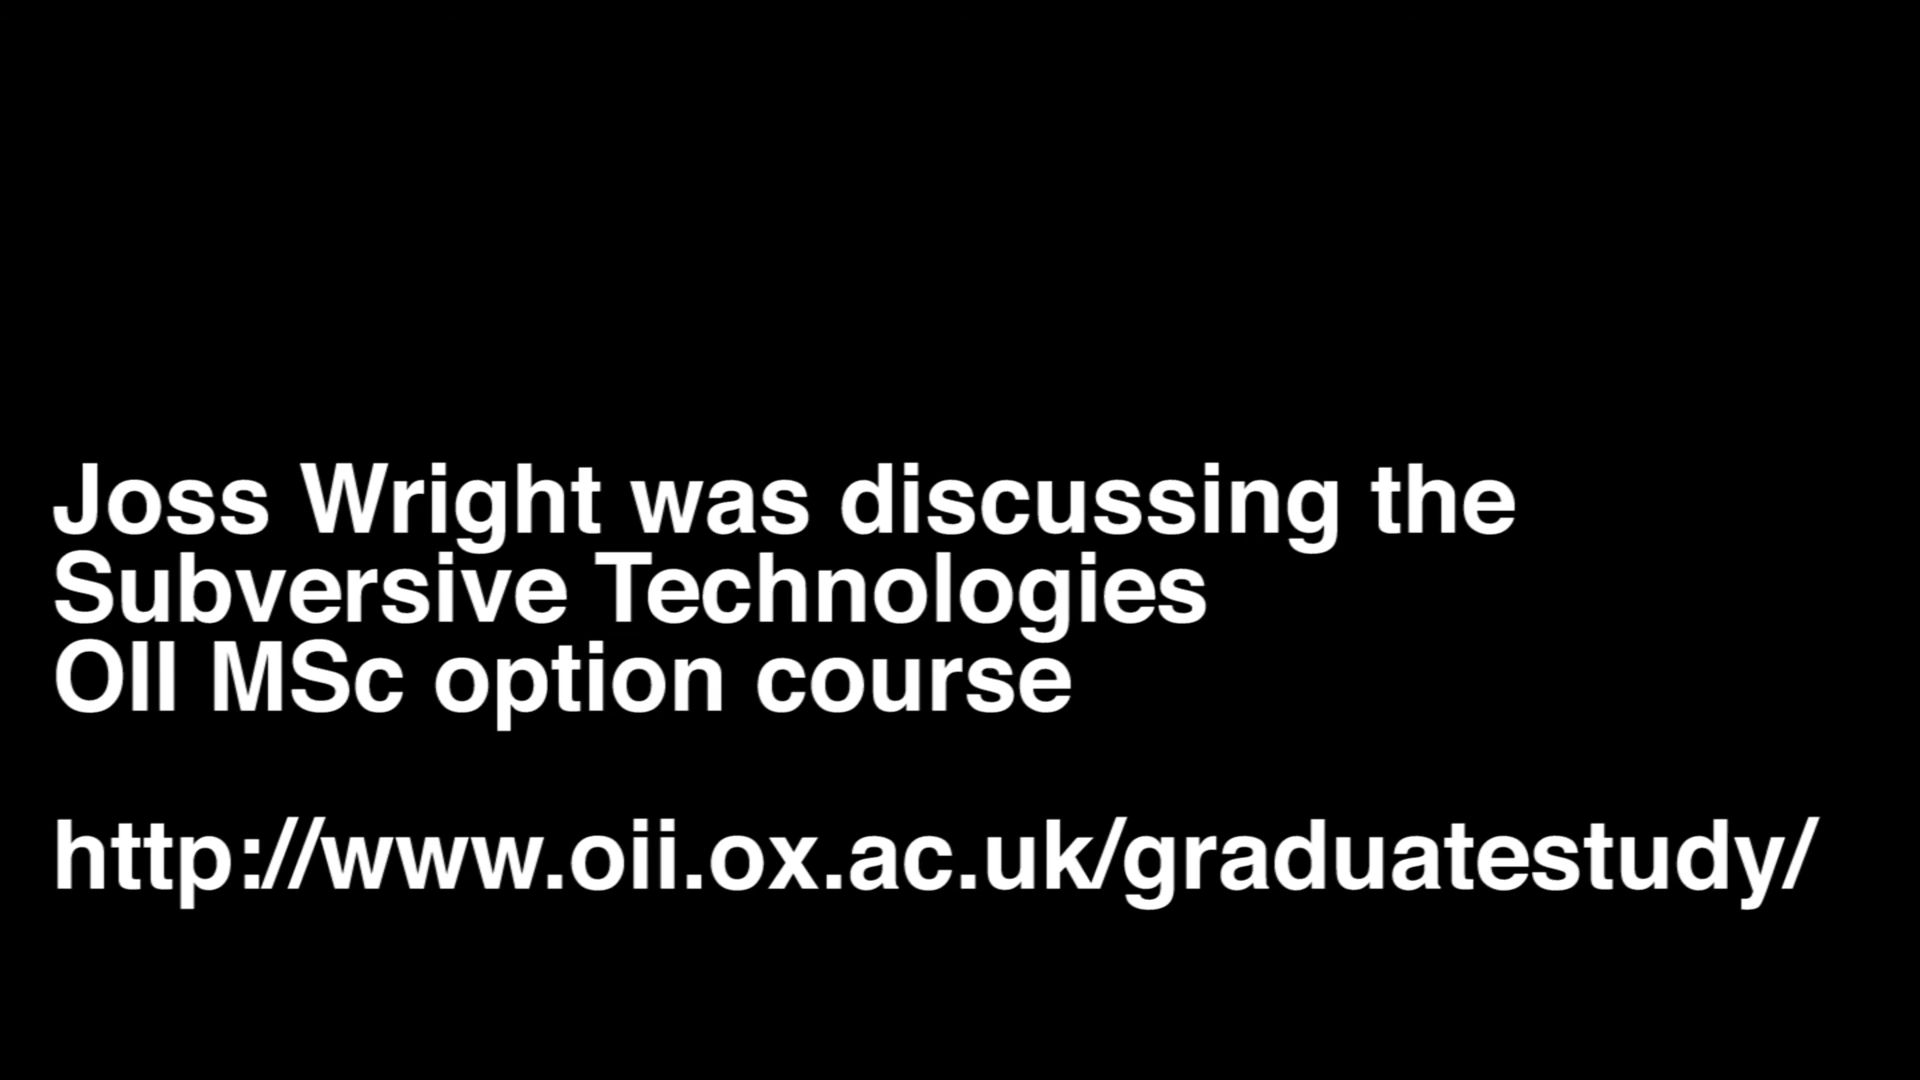 Joss Wright was discussing the
Subversive Technologies
OII MSc option course
http://www.oii.ox.ac.uk/graduatestudy/